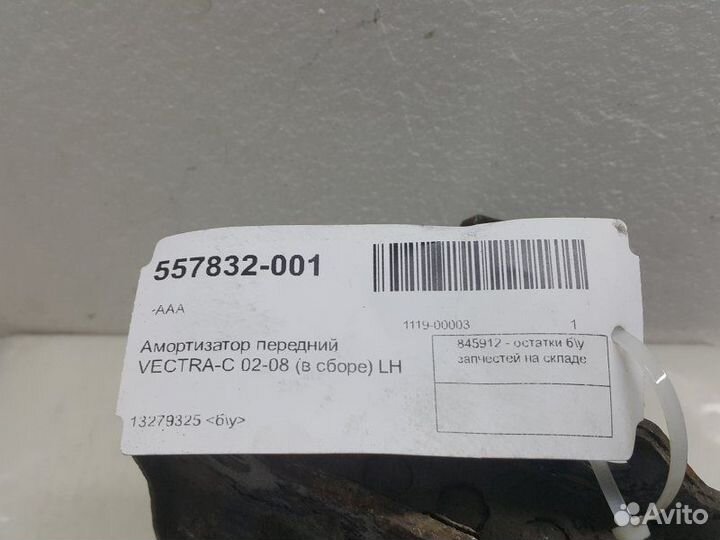 557832-001
-AAA
1119-00003 1
Амортизатор передний
VECTRA-C 02-08 (в сборе) LH
845912 - остатки б\у
запчестей на складе
13279325 <б\у>
Avito